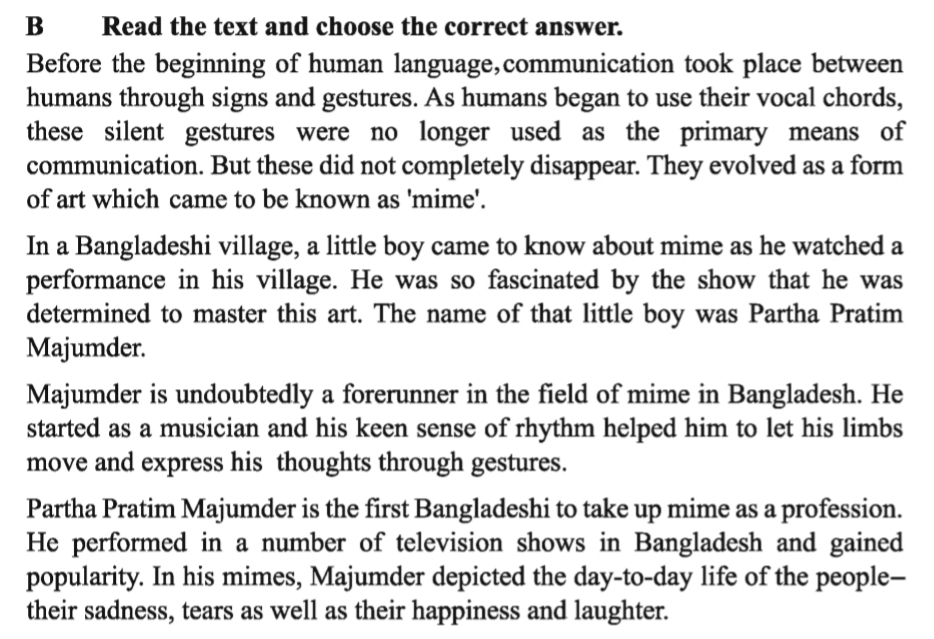 B Read the text and choose the correct answer.
Before the beginning of human language, communication took place between
humans through signs and gestures. As humans began to use their vocal chords,
these silent gestures were no longer used as the primary means of
communication. But these did not completely disappear. They evolved as a form
of art which came to be known as 'mime'.
In a Bangladeshi village, a little boy came to know about mime as he watched a
performance in his village. He was so fascinated by the show that he was
determined to master this art. The name of that little boy was Partha Pratim
Majumder.
Majumder is undoubtedly a forerunner in the field of mime in Bangladesh. He
started as a musician and his keen sense of rhythm helped him to let his limbs
move and express his thoughts through gestures.
Partha Pratim Majumder is the first Bangladeshi to take up mime as a profession.
He performed in a number of television shows in Bangladesh and gained
popularity. In his mimes, Majumder depicted the day-to-day life of the people–
their sadness, tears as well as their happiness and laughter.